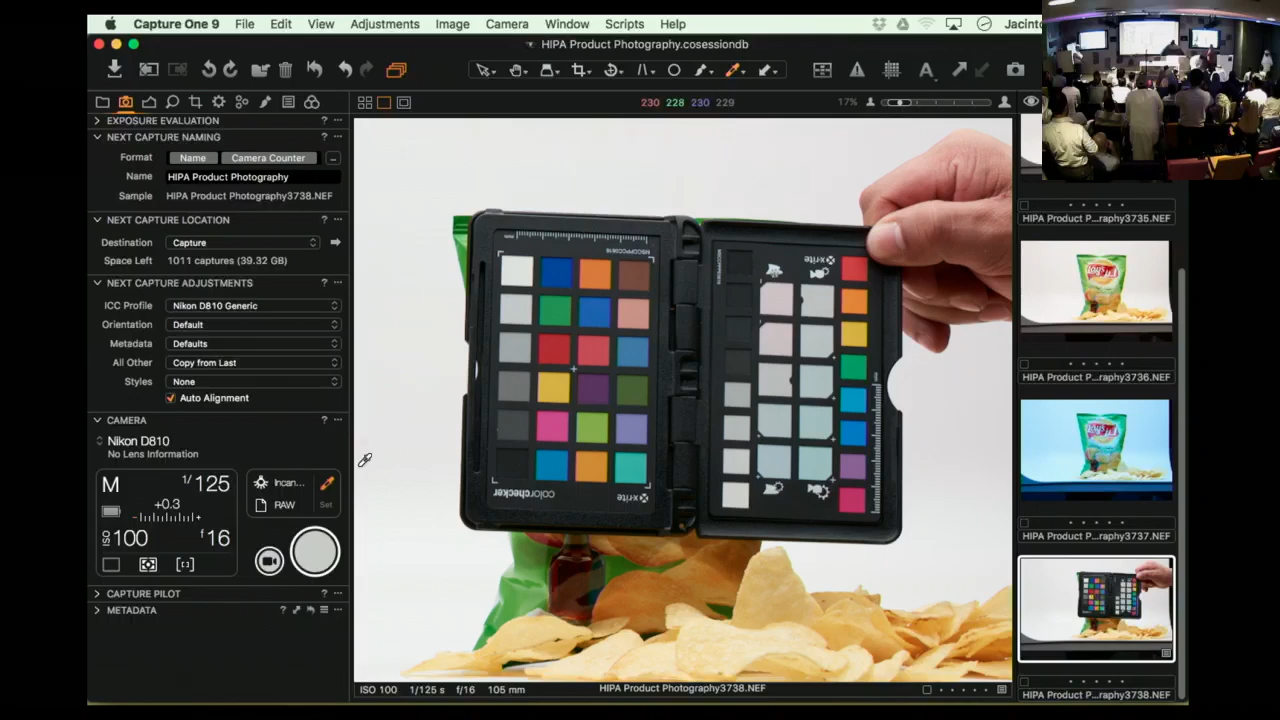 Capture One 9 File Edit View Adjustments Image Camera Window Scripts Help Jacinto
HIPA Product Photography.cosessiondb
230 228 230 229
17%
EXPOSURE EVALUATION
NEXT CAPTURE NAMING
Format Name Camera Counter ...
Name HIPA Product Photography
Sample HIPA Product Photography3738.NEF
NEXT CAPTURE LOCATION
Destination Capture
Space Left 1011 captures (39.32 GB)
NEXT CAPTURE ADJUSTMENTS
ICC Profile Nikon D810 Generic
Orientation Default
Metadata Defaults
All Other Copy from Last
Styles None
Auto Alignment
CAMERA
Nikon D810
No Lens Information
M 1/125
+0.3
ISO 100 f16
Incan...
RAW
Set
CAPTURE PILOT
METADATA
mm
MSCCPPCC0616
colorchecker x-rite
x-rite
mm
ISO 100 1/125 s f/16 105 mm HIPA Product Photography3738.NEF
HIPA Product P...raphy3735.NEF
Lay's
HIPA Product P...raphy3736.NEF
Lay's
HIPA Product P...raphy3737.NEF
HIPA Product P...raphy3738.NEF